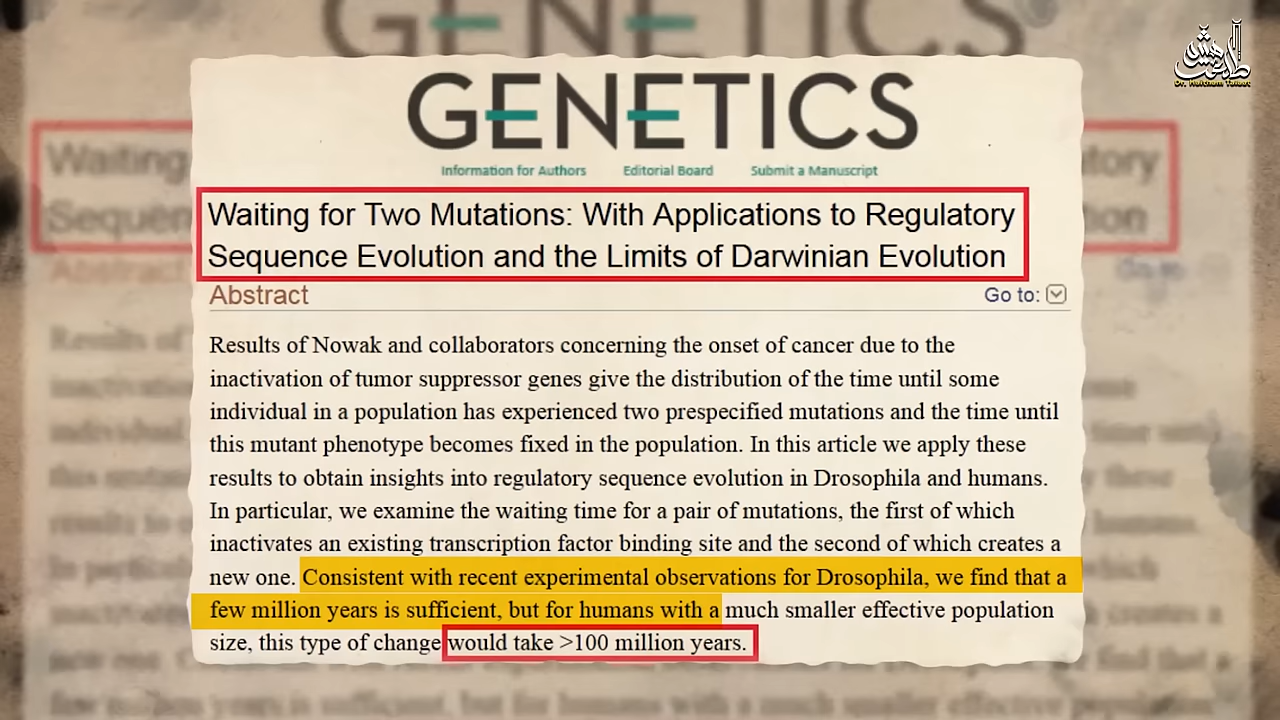 GENETICS
Information for Authors Editorial Board Submit a Manuscript
Waiting for Two Mutations: With Applications to Regulatory
Sequence Evolution and the Limits of Darwinian Evolution
Abstract Go to:
Results of Nowak and collaborators concerning the onset of cancer due to the
inactivation of tumor suppressor genes give the distribution of the time until some
individual in a population has experienced two prespecified mutations and the time until
this mutant phenotype becomes fixed in the population. In this article we apply these
results to obtain insights into regulatory sequence evolution in Drosophila and humans.
In particular, we examine the waiting time for a pair of mutations, the first of which
inactivates an existing transcription factor binding site and the second of which creates a
new one. Consistent with recent experimental observations for Drosophila, we find that a
few million years is sufficient, but for humans with a much smaller effective population
size, this type of change would take >100 million years.
Dr. Haitham Talaat